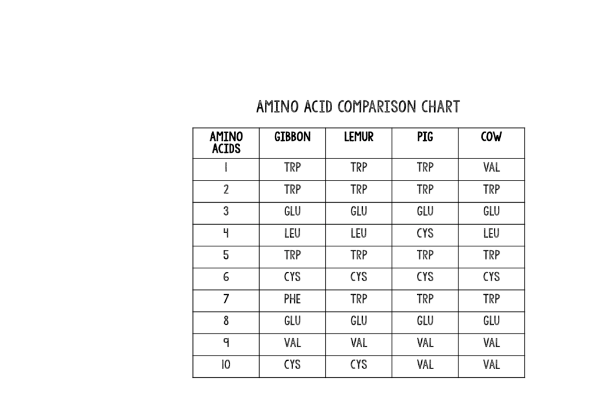 AMINO ACID COMPARISON CHART
AMINO ACIDS GIBBON LEMUR PIG COW
1 TRP TRP TRP VAL
2 TRP TRP TRP TRP
3 GLU GLU GLU GLU
4 LEU LEU CYS LEU
5 TRP TRP TRP TRP
6 CYS CYS CYS CYS
7 PHE TRP TRP TRP
8 GLU GLU GLU GLU
9 VAL VAL VAL VAL
10 CYS CYS VAL VAL